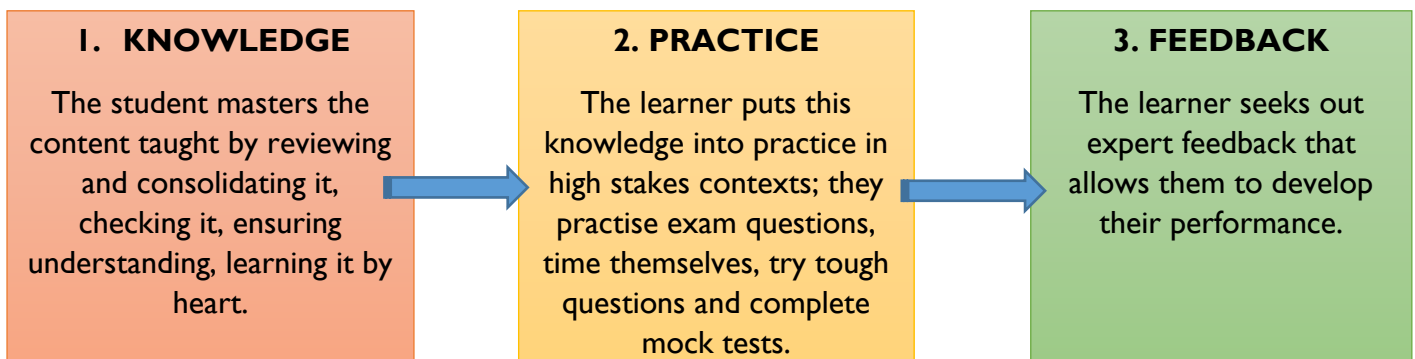 1. KNOWLEDGE
The student masters the
content taught by reviewing
and consolidating it,
checking it, ensuring
understanding, learning it by
heart.
2. PRACTICE
The learner puts this
knowledge into practice in
high stakes contexts; they
practise exam questions,
time themselves, try tough
questions and complete
mock tests.
3. FEEDBACK
The learner seeks out
expert feedback that
allows them to develop
their performance.